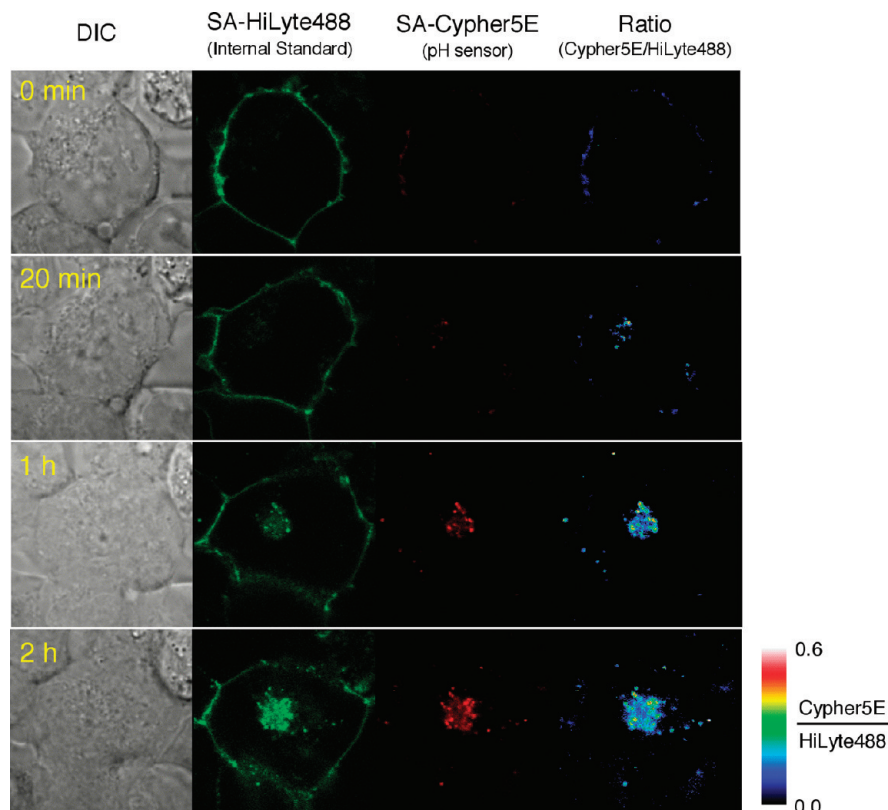 DIC
SA-HiLyte488
(Internal Standard)
SA-Cypher5E
(pH sensor)
Ratio
(Cypher5E/HiLyte488)
0 min
20 min
1 h
2 h
0.6
Cypher5E
HiLyte488
0.0